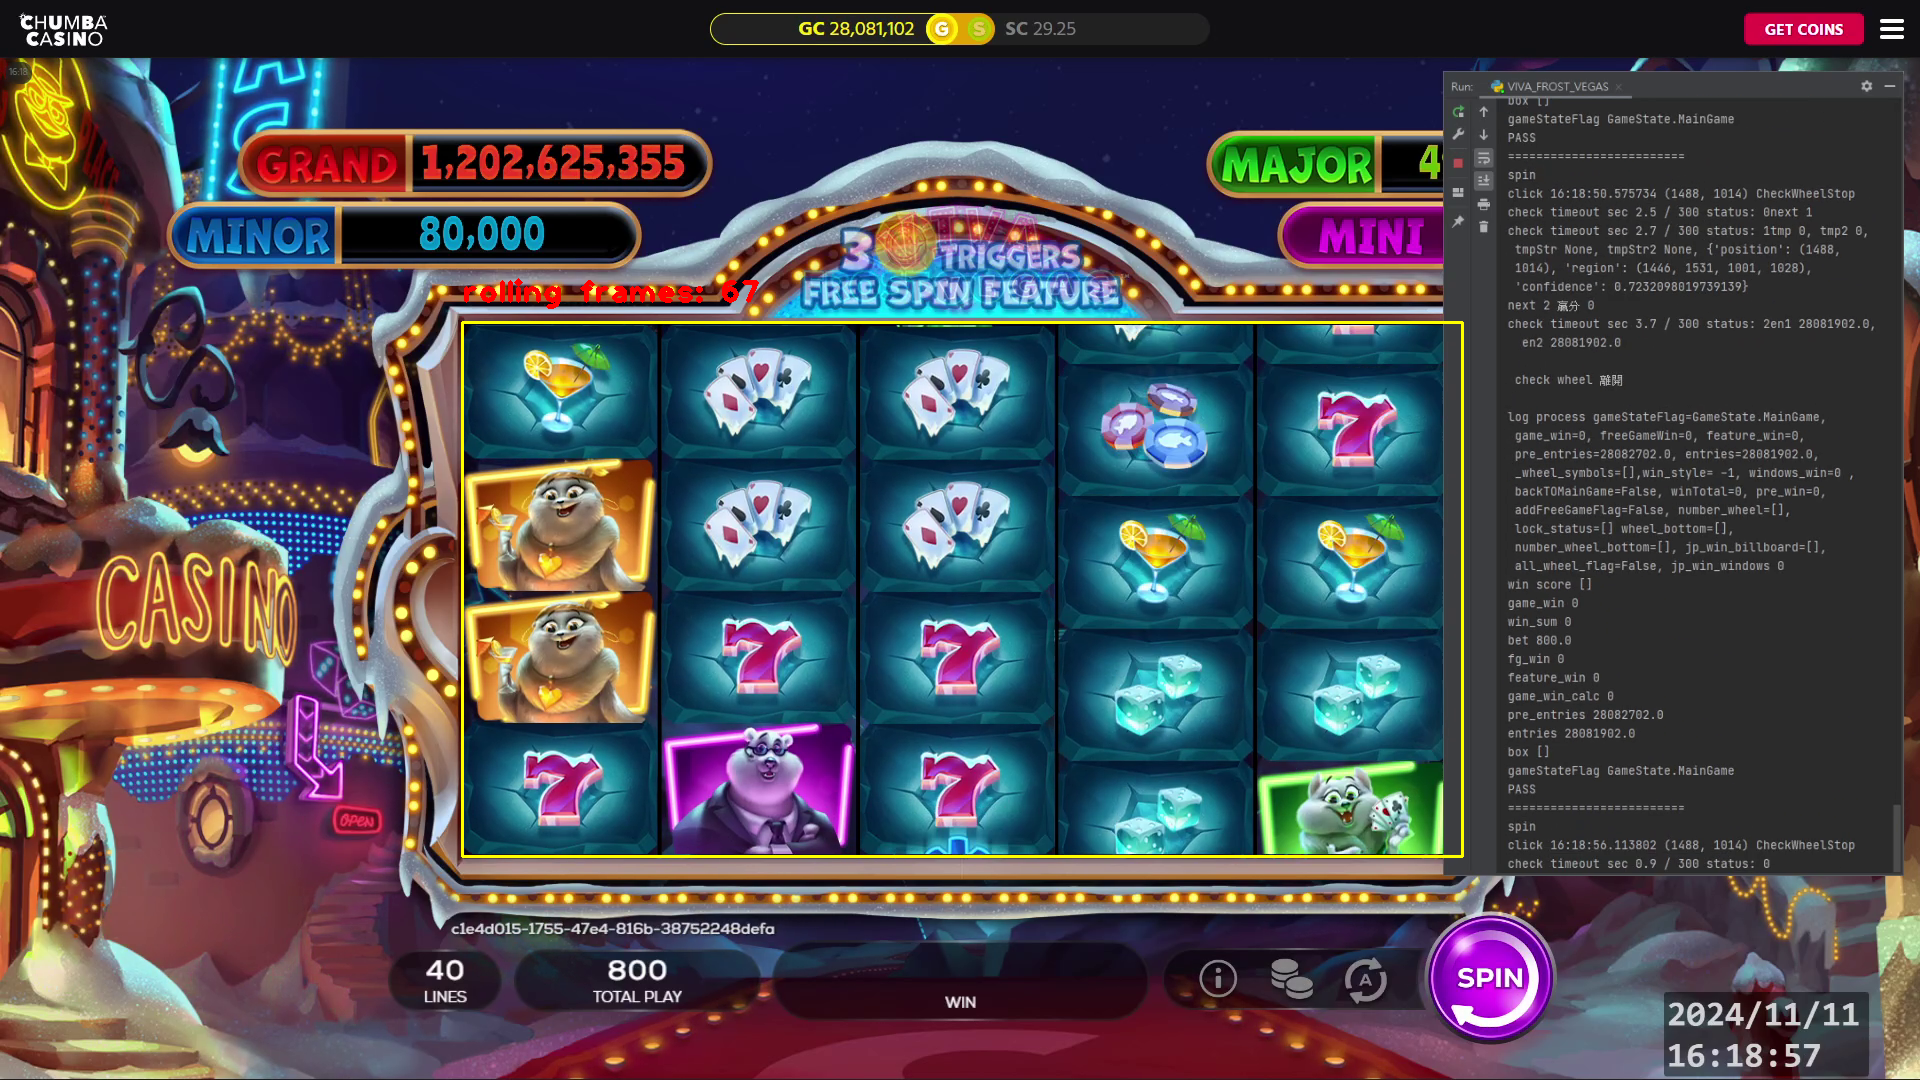 CHUMBA
CASINO
GC 28,081,102
G
S
SC 29.25
GET COINS
16:18
GRAND
1,202,625,355
MAJOR
4
MINOR
80,000
MINI
3
TRIGGERS
FREE SPIN FEATURE
rolling frames: 67
CASINO
OPEN
c1e4d015-1755-47e4-816b-38752248defa
40
LINES
800
TOTAL PLAY
WIN
A
SPIN
Run:
VIVA_FROST_VEGAS
box []
gameStateFlag GameState.MainGame
PASS
=========================
spin
click 16:18:50.575734 (1488, 1014) CheckWheelStop
check timeout sec 2.5 / 300 status: 0next 1
check timeout sec 2.7 / 300 status: 1tmp 0, tmp2 0,
tmpStr None, tmpStr2 None, {'position': (1488,
1014), 'region': (1446, 1531, 1001, 1028),
'confidence': 0.7232098019739139}
next 2 贏分 0
check timeout sec 3.7 / 300 status: 2en1 28081902.0,
en2 28081902.0
check wheel 離開
log process gameStateFlag=GameState.MainGame,
game_win=0, freeGameWin=0, feature_win=0,
pre_entries=28082702.0, entries=28081902.0,
_wheel_symbols=[],win_style= -1, windows_win=0 ,
backTOMainGame=False, winTotal=0, pre_win=0,
addFreeGameFlag=False, number_wheel=[],
lock_status=[] wheel_bottom=[],
number_wheel_bottom=[], jp_win_billboard=[],
all_wheel_flag=False, jp_win_windows 0
win score []
game_win 0
win_sum 0
bet 800.0
fg_win 0
feature_win 0
game_win_calc 0
pre_entries 28082702.0
entries 28081902.0
box []
gameStateFlag GameState.MainGame
PASS
=========================
spin
click 16:18:56.113802 (1488, 1014) CheckWheelStop
check timeout sec 0.9 / 300 status: 0
2024/11/11
16:18:57